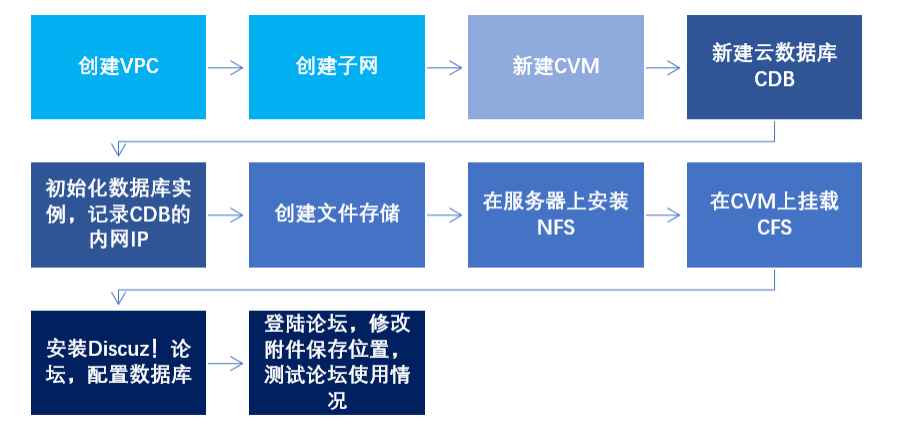 创建VPC
创建子网
新建CVM
新建云数据库
CDB
初始化数据库实
例，记录CDB的
内网IP
创建文件存储
在服务器上安装
NFS
在CVM上挂载
CFS
安装Discuz！论
坛，配置数据库
登陆论坛，修改
附件保存位置，
测试论坛使用情
况